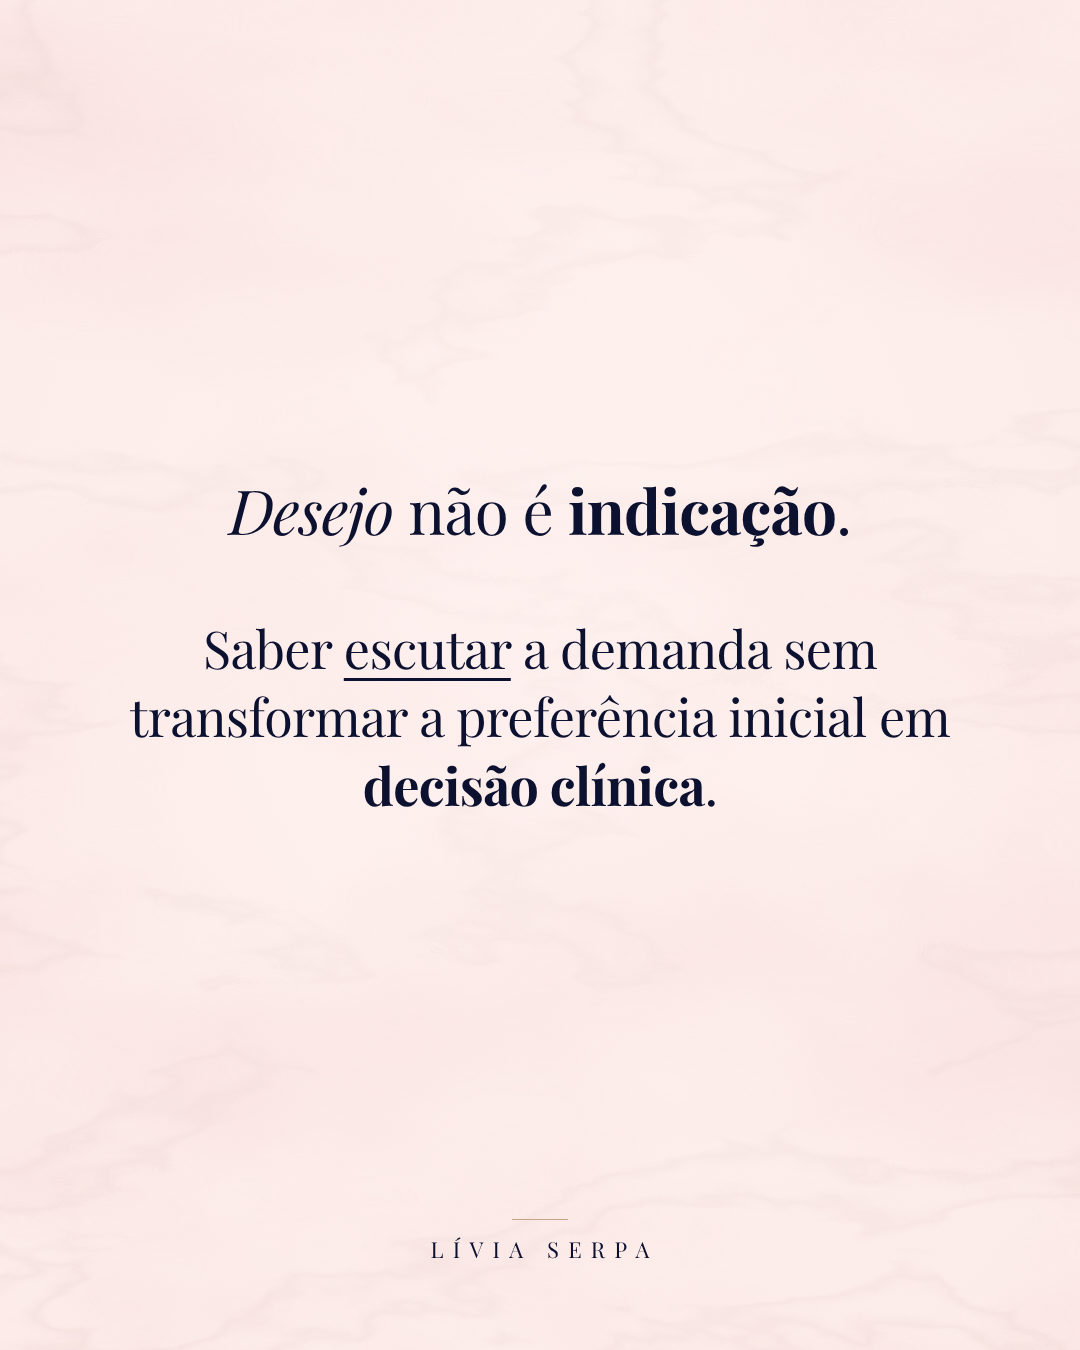 Desejo não é indicação.
Saber escutar a demanda sem
transformar a preferência inicial em
decisão clínica.
LÍVIA SERPA